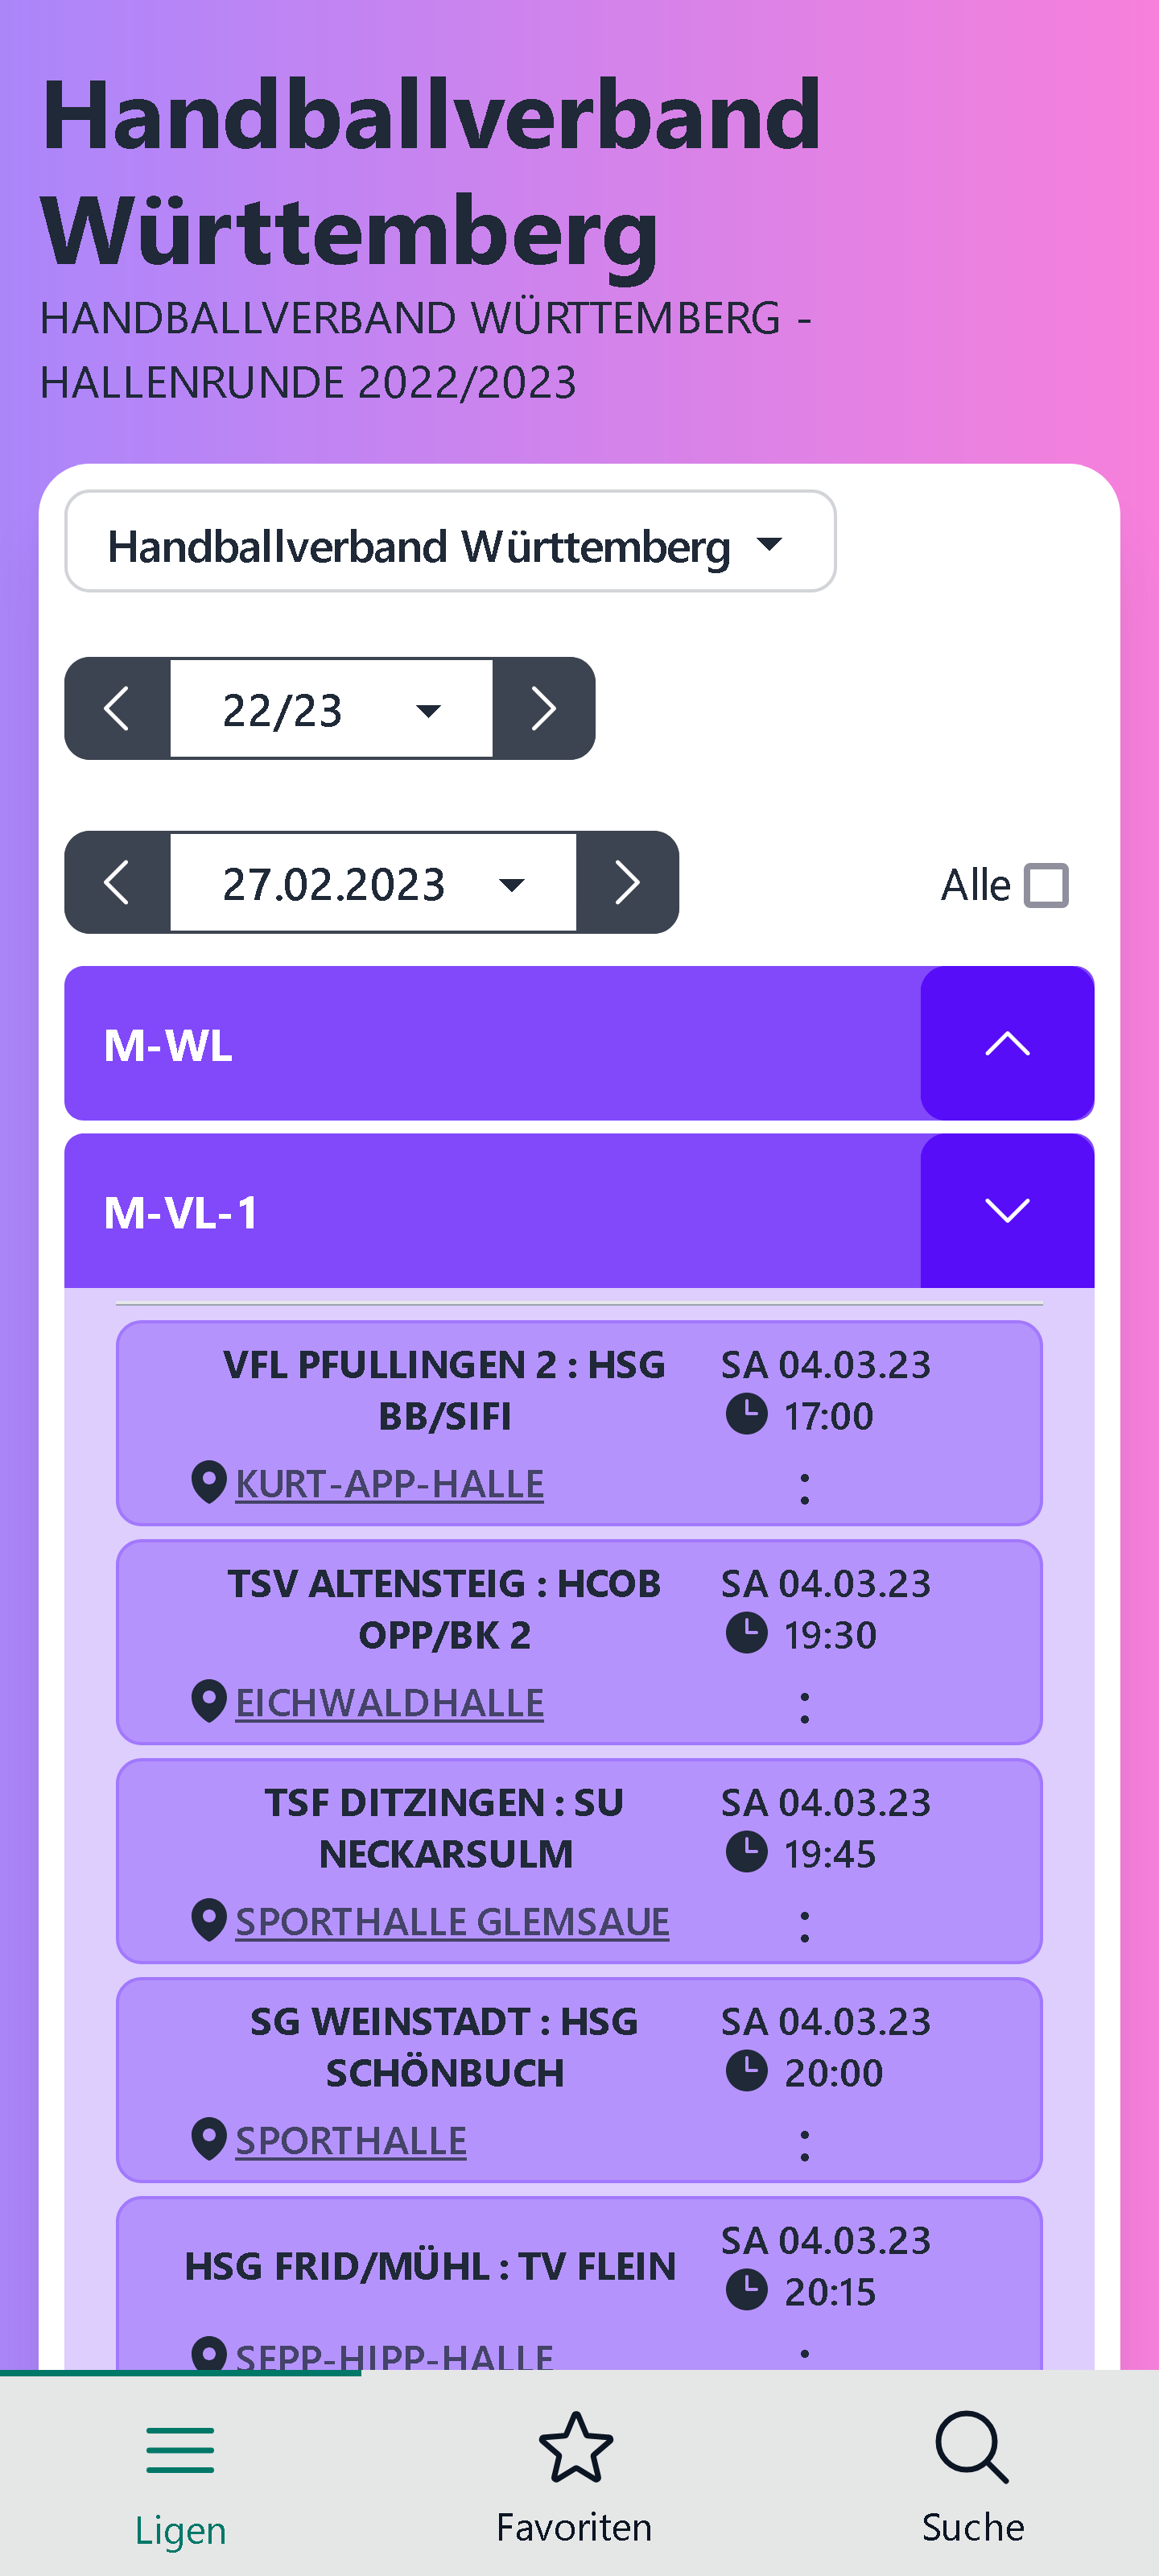 Handballverband
Württemberg
HANDBALLVERBAND WÜRTTEMBERG -
HALLENRUNDE 2022/2023
Handballverband Württemberg
22/23
27.02.2023
Alle
M-WL
M-VL-1
VFL PFULLINGEN 2 : HSG
BB/SIFI
SA 04.03.23
17:00
KURT-APP-HALLE
:
TSV ALTENSTEIG : HCOB
OPP/BK 2
SA 04.03.23
19:30
EICHWALDHALLE
:
TSF DITZINGEN : SU
NECKARSULM
SA 04.03.23
19:45
SPORTHALLE GLEMSAUE
:
SG WEINSTADT : HSG
SCHÖNBUCH
SA 04.03.23
20:00
SPORTHALLE
:
HSG FRID/MÜHL : TV FLEIN
SA 04.03.23
20:15
SEPP-HIPP-HALLE
:
Ligen
Favoriten
Suche